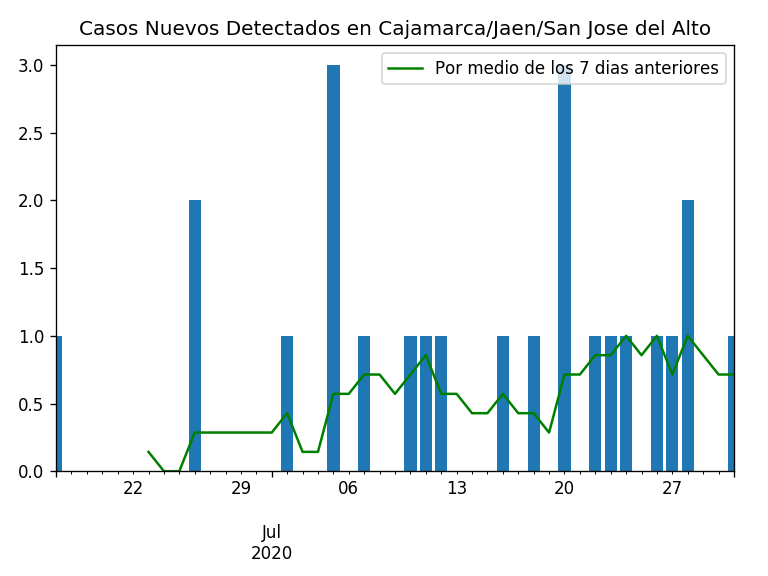 Casos Nuevos Detectados en Cajamarca/Jaen/San Jose del Alto
Por medio de los 7 dias anteriores
3.0
2.5
2.0
1.5
1.0
0.5
0.0
22 29 06 13 20 27
Jul
2020